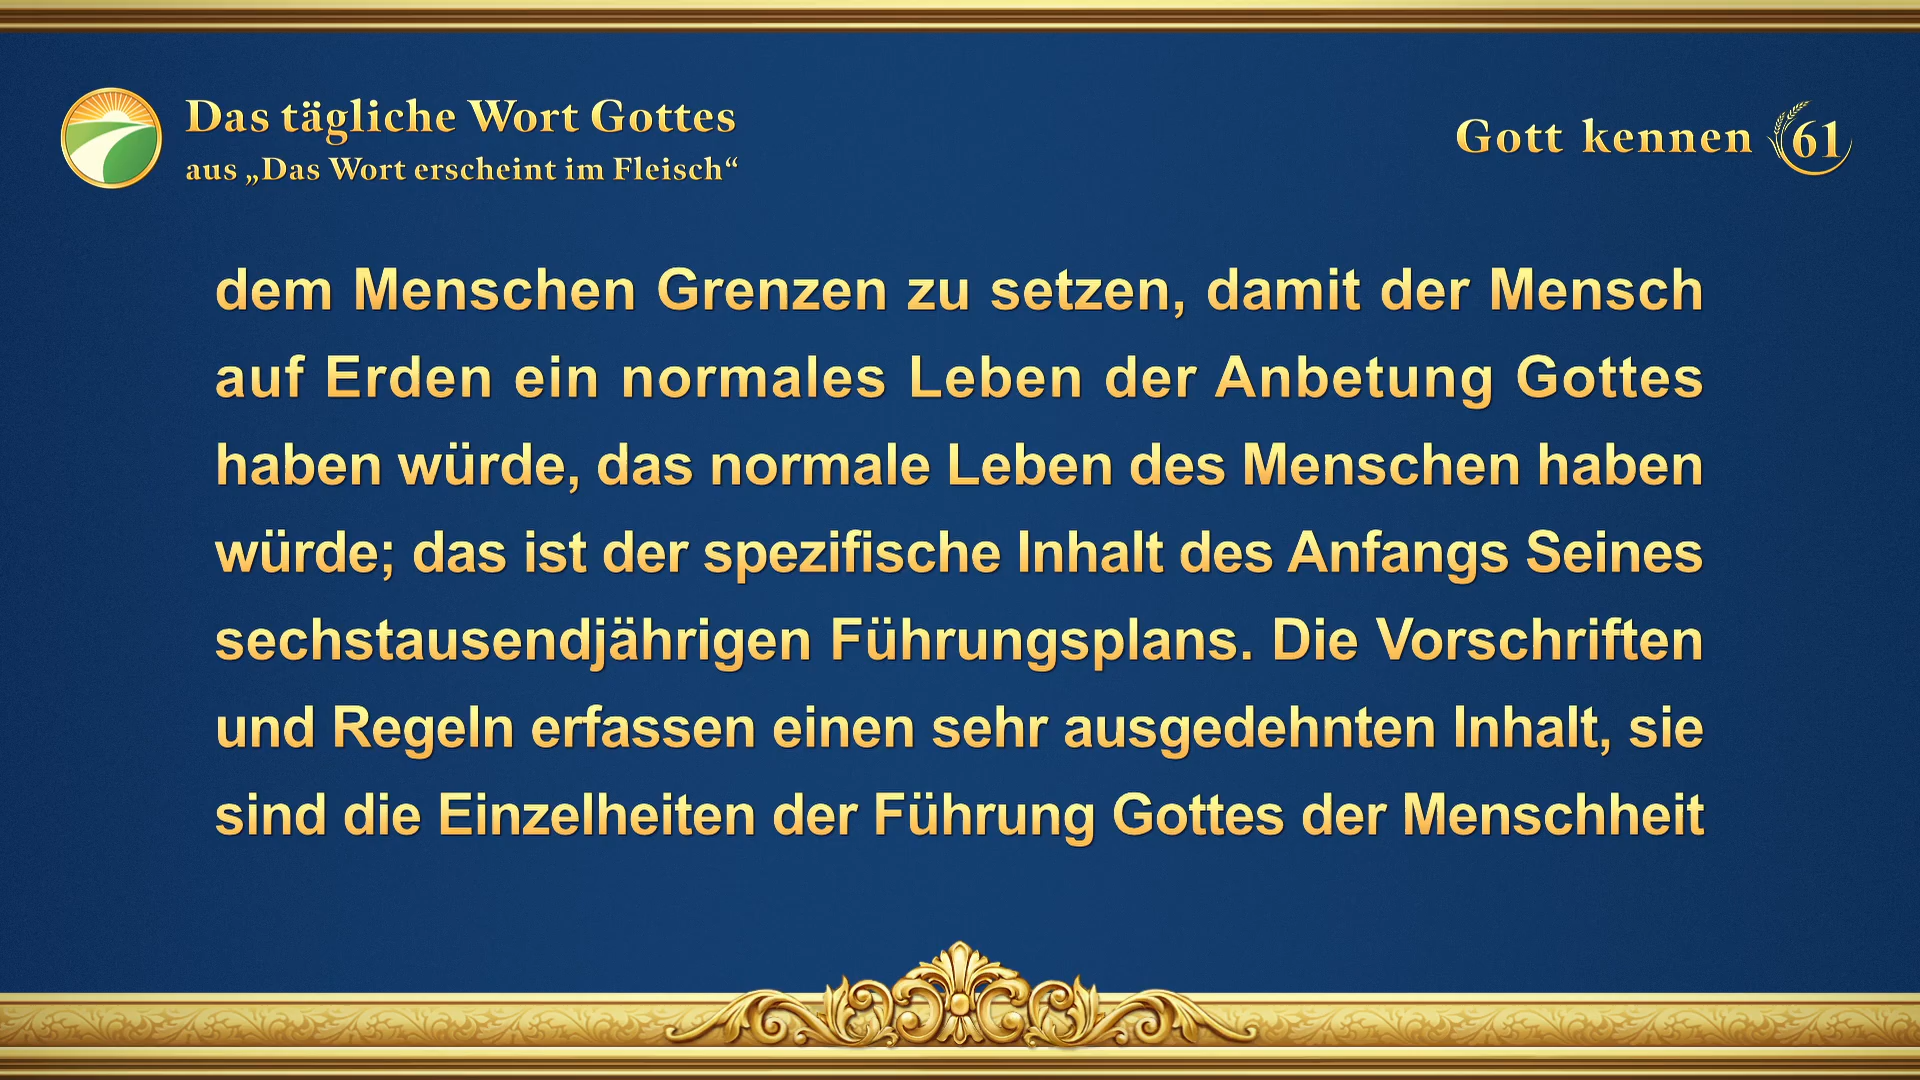 Das tägliche Wort Gottes
aus „Das Wort erscheint im Fleisch“
Gott kennen 61
dem Menschen Grenzen zu setzen, damit der Mensch
auf Erden ein normales Leben der Anbetung Gottes
haben würde, das normale Leben des Menschen haben
würde; das ist der spezifische Inhalt des Anfangs Seines
sechstausendjährigen Führungsplans. Die Vorschriften
und Regeln erfassen einen sehr ausgedehnten Inhalt, sie
sind die Einzelheiten der Führung Gottes der Menschheit